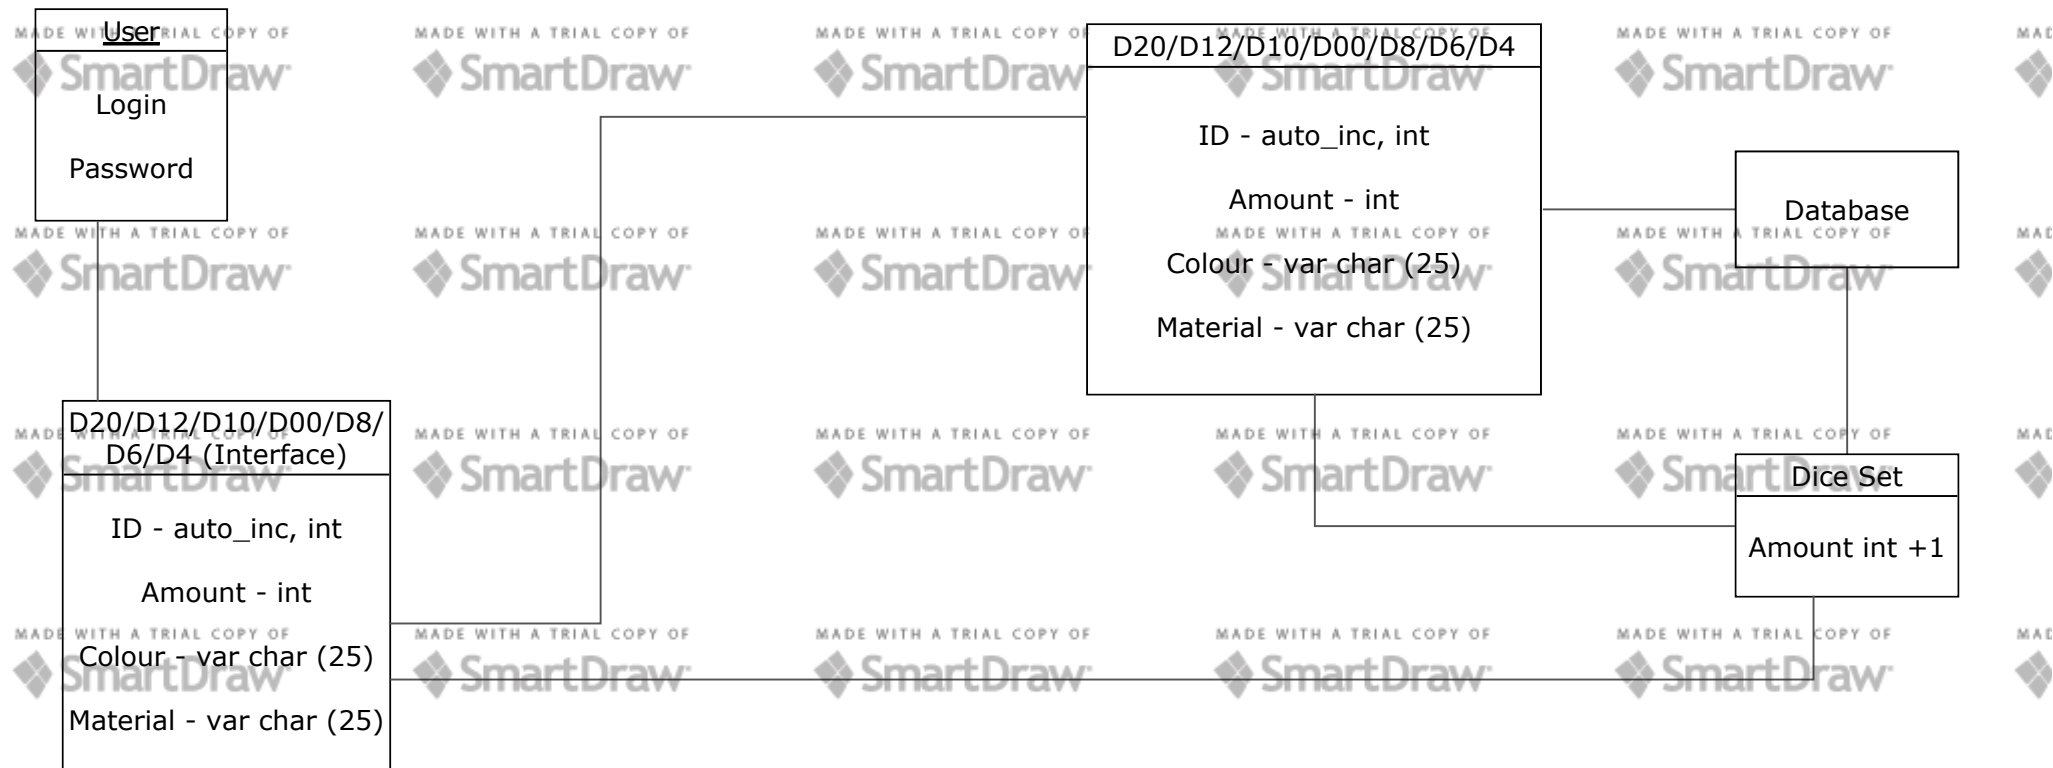 User
Login
Password
D20/D12/D10/D00/D8/D6/D4
ID - auto_inc, int
Amount - int
Colour - var char (25)
Material - var char (25)
Database
D20/D12/D10/D00/D8/
D6/D4 (Interface)
ID - auto_inc, int
Amount - int
Colour - var char (25)
Material - var char (25)
Dice Set
Amount int +1
MADE WITH A TRIAL COPY OF
SmartDraw